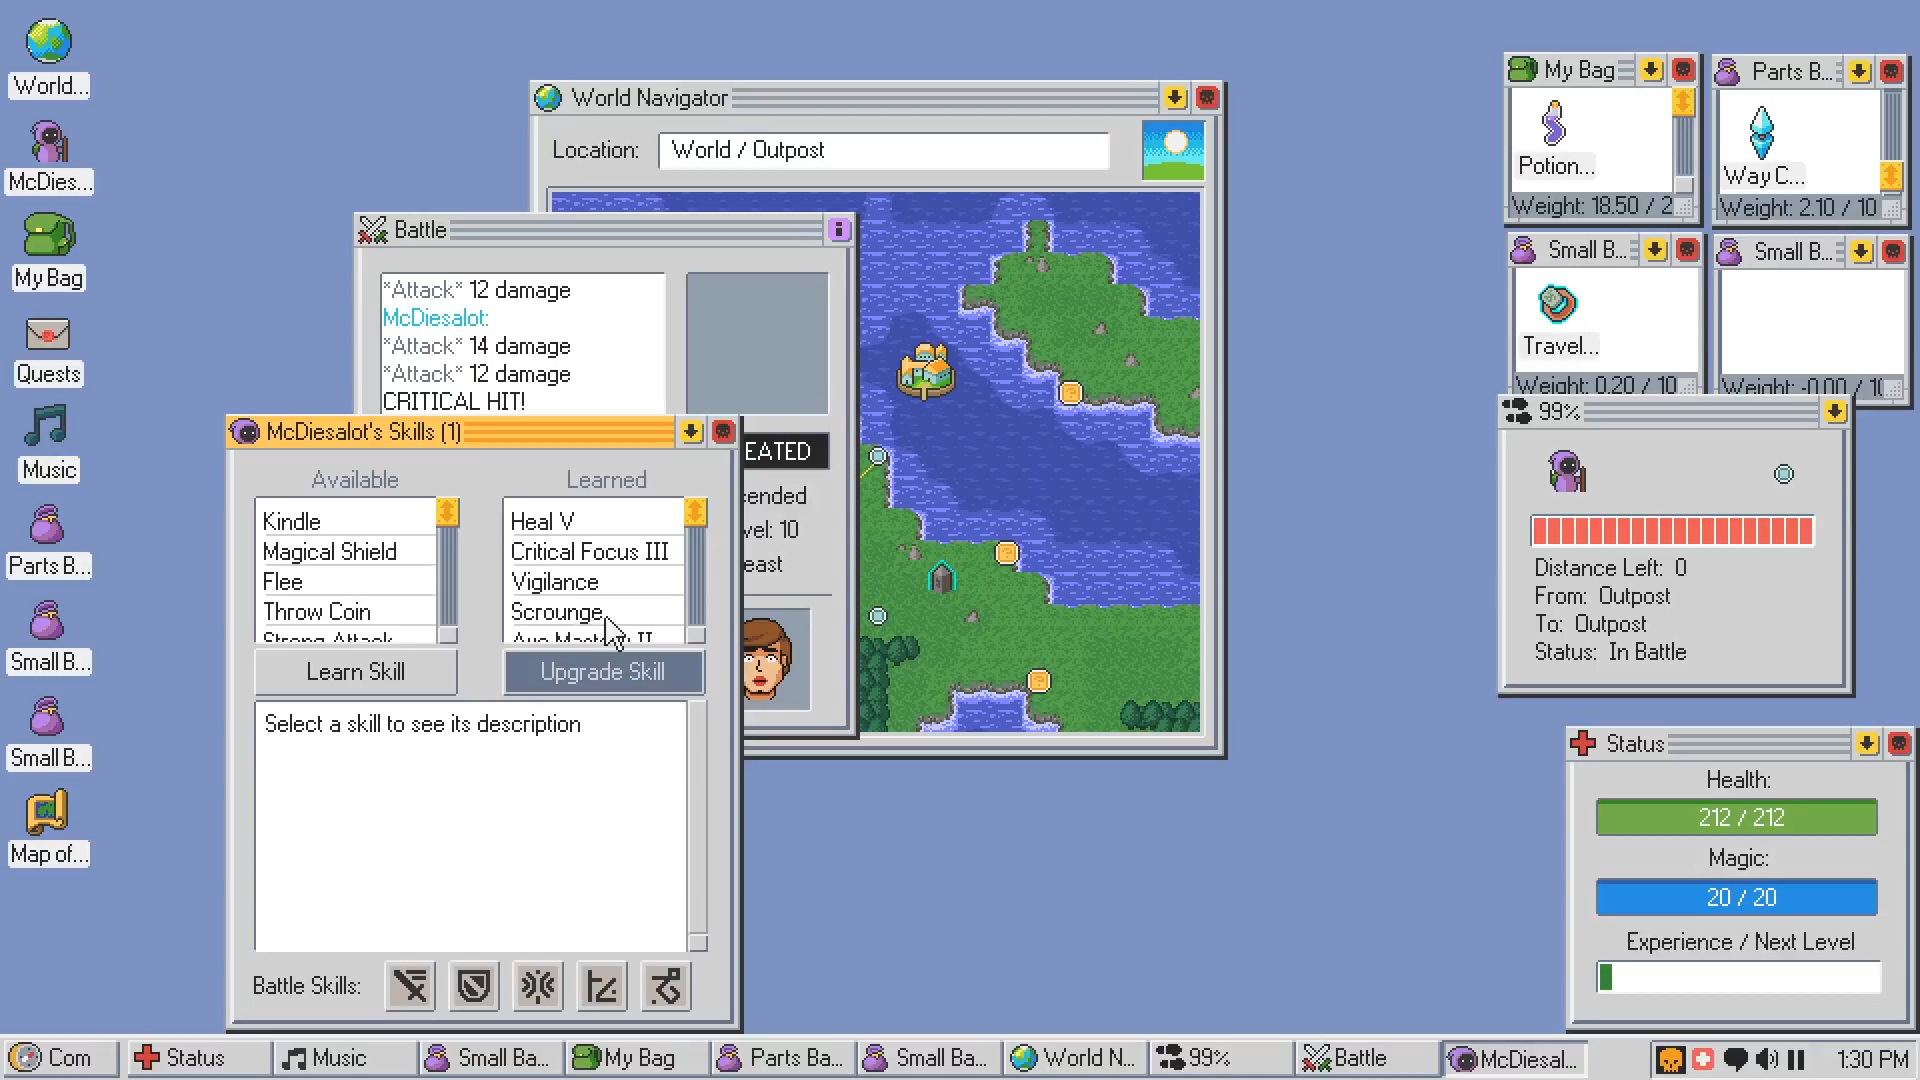 World...
McDies...
My Bag
Quests
Music
Parts B...
Small B...
Small B...
Map of...
World Navigator
Location:
World / Outpost
Battle
*Attack* 12 damage
McDiesalot:
*Attack* 14 damage
*Attack* 12 damage
CRITICAL HIT!
McDiesalot's Skills (1)
Available
Learned
Kindle
Magical Shield
Flee
Throw Coin
Strong Attack
Heal V
Critical Focus III
Vigilance
Scrounge
Learn Skill
Upgrade Skill
Select a skill to see its description
Battle Skills:
EATED
ended
vel: 10
east
My Bag
Potion...
Weight: 18.50 / 2
Parts B...
Way C...
Weight: 2.10 / 10
Small B...
Travel...
Weight: 0.20 / 10
Small B...
Weight: -0.00 / 10
99%
Distance Left: 0
From: Outpost
To: Outpost
Status: In Battle
Status
Health:
212 / 212
Magic:
20 / 20
Experience / Next Level
Com
Status
Music
Small Ba...
My Bag
Parts Ba...
Small Ba...
World N...
99%
Battle
McDiesal...
1:30 PM